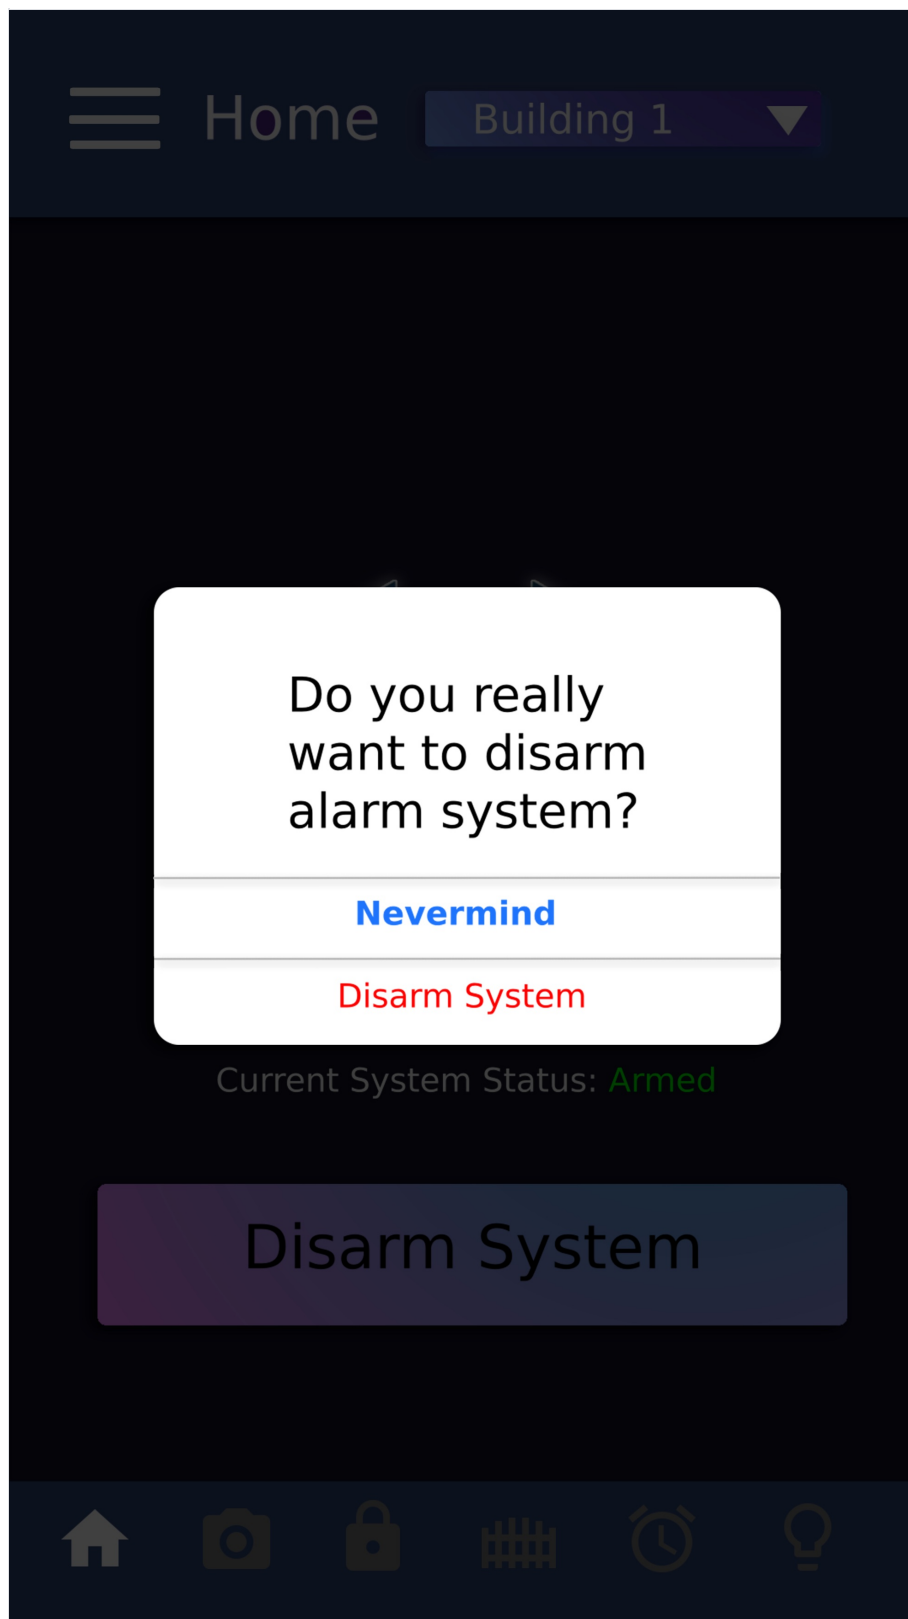 Home
Building 1
Do you really
want to disarm
alarm system?
Nevermind
Disarm System
Current System Status: Armed
Disarm System